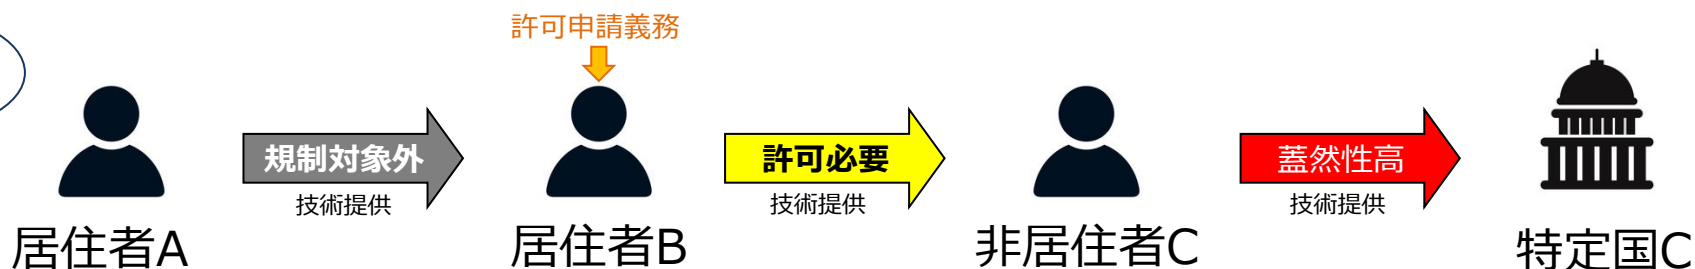 許可申請義務
規制対象外
許可必要
蓋然性高
技術提供
技術提供
技術提供
居住者A
居住者B
非居住者C
特定国C